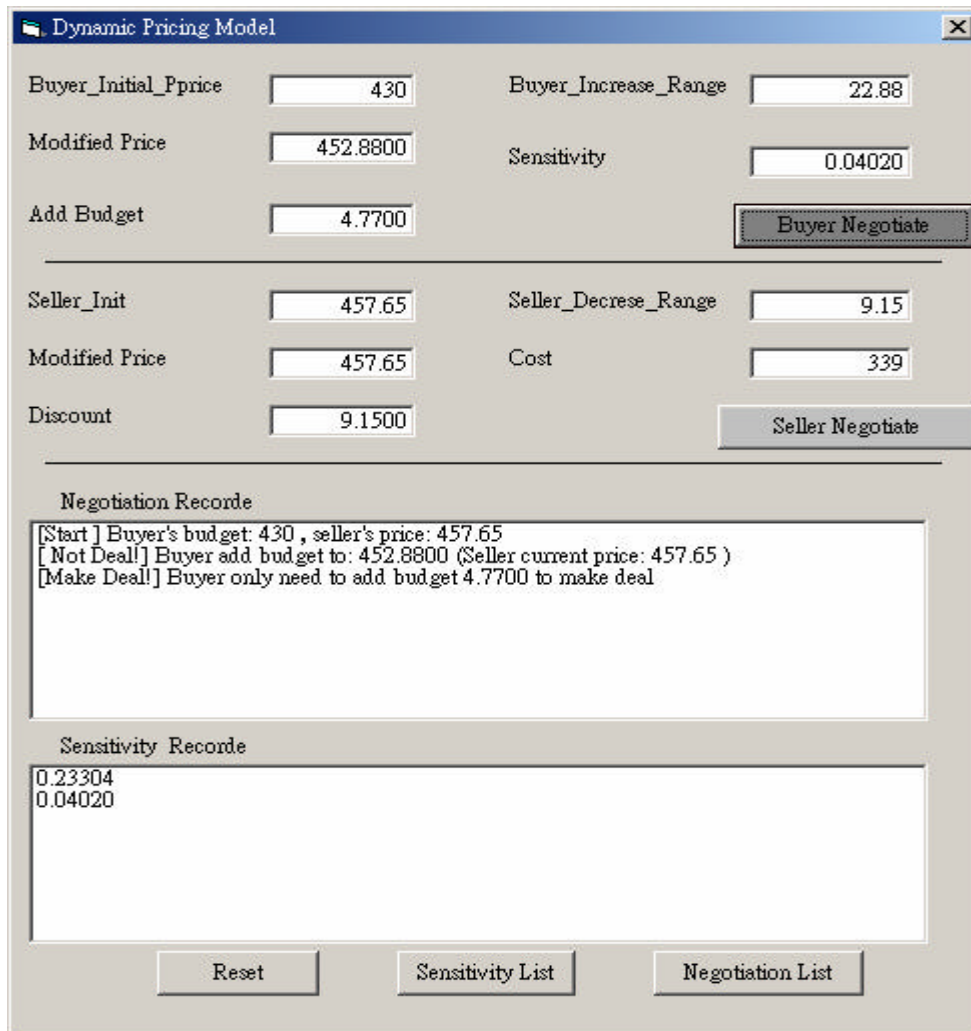 Dynamic Pricing Model
Buyer_Initial_Pprice 430 Buyer_Increase_Range 22.88
Modified Price 452.8800 Sensitivity 0.04020
Add Budget 4.7700 Buyer Negotiate
Seller_Init 457.65 Seller_Decrese_Range 9.15
Modified Price 457.65 Cost 339
Discount 9.1500 Seller Negotiate
Negotiation Recorde
[Start ] Buyer's budget: 430 , seller's price: 457.65
[ Not Deal!] Buyer add budget to: 452.8800 (Seller current price: 457.65 )
[Make Deal!] Buyer only need to add budget 4.7700 to make deal
Sensitivity Recorde
0.23304
0.04020
Reset Sensitivity List Negotiation List